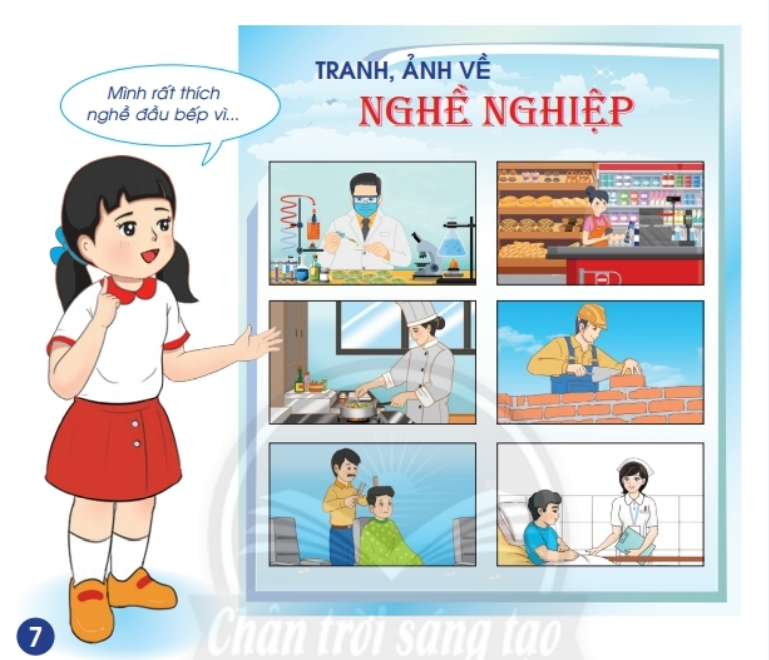 Mình rất thích
nghề đầu bếp vì...
TRANH, ẢNH VỀ
NGHỀ NGHIỆP
7
Chân trời sáng tạo